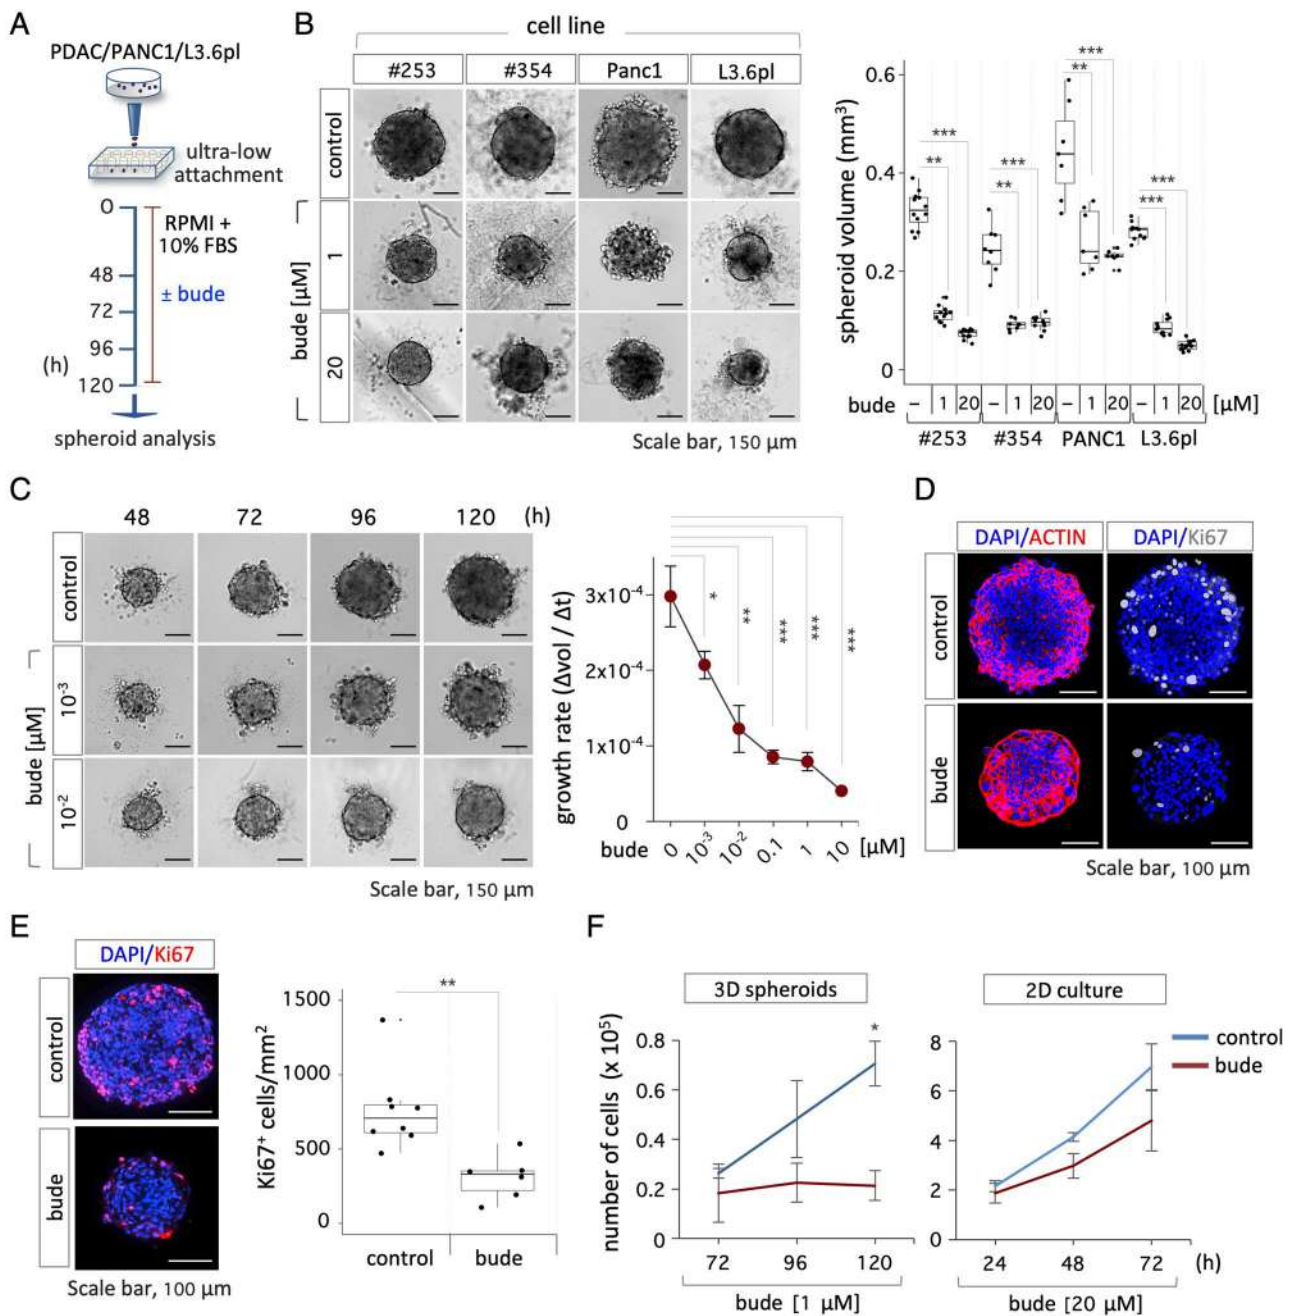 A
PDAC/PANC1/L3.6pl
ultra-low
attachment
0
RPMI +
10% FBS
48
± bude
72
96
(h)
120
spheroid analysis
B
cell line
#253 #354 Panc1 L3.6pl
control
bude [µM]
1
20
Scale bar, 150 µm
spheroid volume (mm³)
0.6
0.4
0.2
0
*** ** *** ** *** ** *** ***
bude – 1 20 – 1 20 – 1 20 – 1 20 [µM]
#253 #354 PANC1 L3.6pl
C
48 72 96 120 (h)
control
bude [µM]
10⁻³
10⁻²
Scale bar, 150 µm
growth rate (Δvol / Δt)
3x10⁻⁴
2x10⁻⁴
1x10⁻⁴
0
* ** *** *** ***
bude 0 10⁻³ 10⁻² 0.1 1 10 [µM]
D
DAPI/ACTIN DAPI/Ki67
control
bude
Scale bar, 100 µm
E
DAPI/Ki67
control
bude
Scale bar, 100 µm
Ki67⁺ cells/mm²
1500
1000
500
0
**
control bude
F
3D spheroids
number of cells (x 10⁵)
0.8
0.6
0.4
0.2
0
*
72 96 120
bude [1 µM]
2D culture
8
6
4
2
0
24 48 72 (h)
bude [20 µM]
control
bude